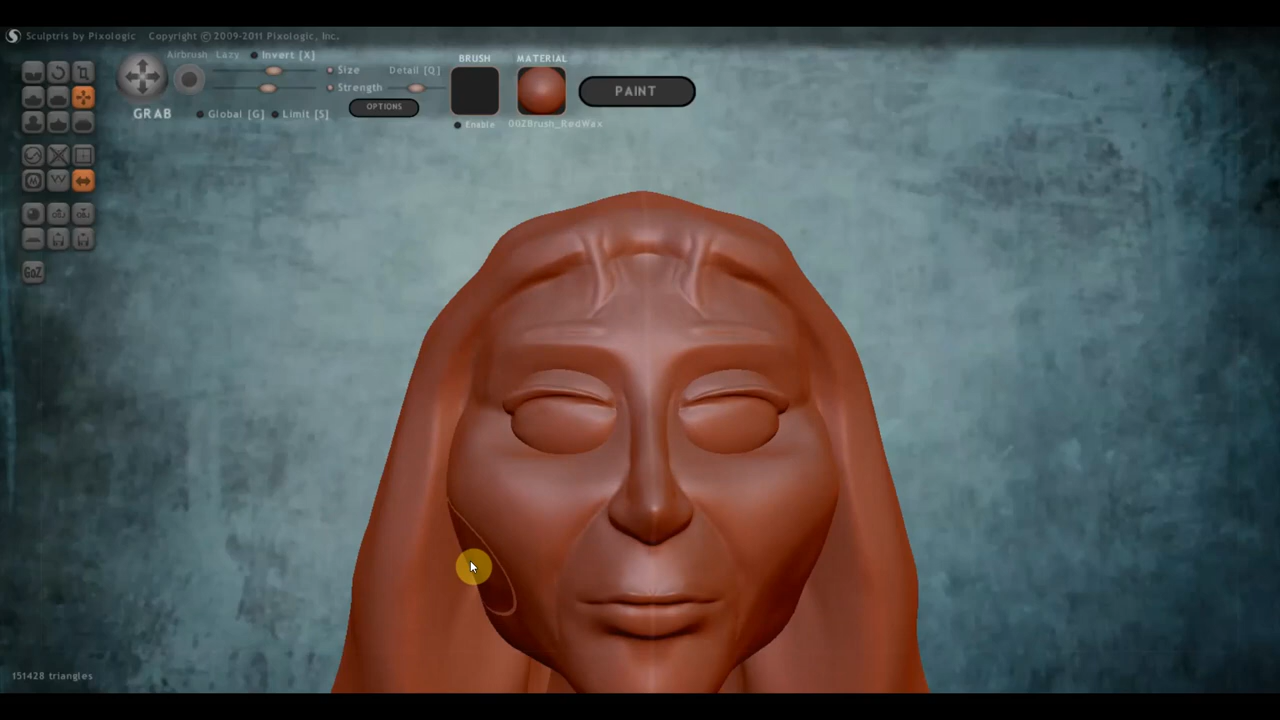 Sculptris by Pixologic Copyright ©2009-2011 Pixologic, Inc.
Airbrush Lazy Invert [X]
Size Detail [Q]
Strength
OPTIONS
GRAB Global [G] Limit [S]
BRUSH
Enable
MATERIAL
GGZBrush_RedWax
PAINT
GoZ
151428 triangles